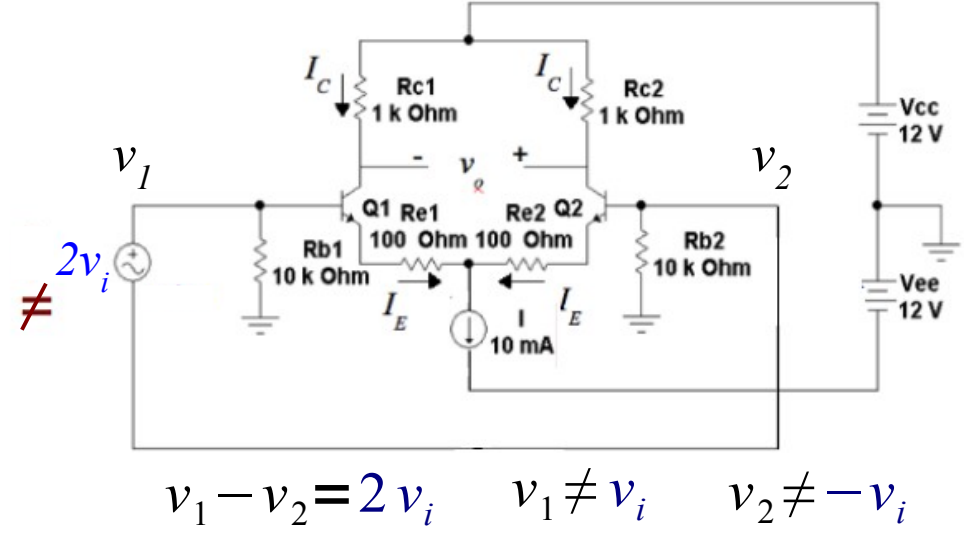 I_C
Rc1
1 k Ohm
I_C
Rc2
1 k Ohm
Vcc
12 V
v_1
-
v_o
+
v_2
Q1
Re1
100 Ohm
Re2
100 Ohm
Q2
2v_i
≠
Rb1
10 k Ohm
Rb2
10 k Ohm
I_E
I_E
I
10 mA
Vee
12 V
v_1 − v_2 = 2 v_i
v_1 ≠ v_i
v_2 ≠ −v_i